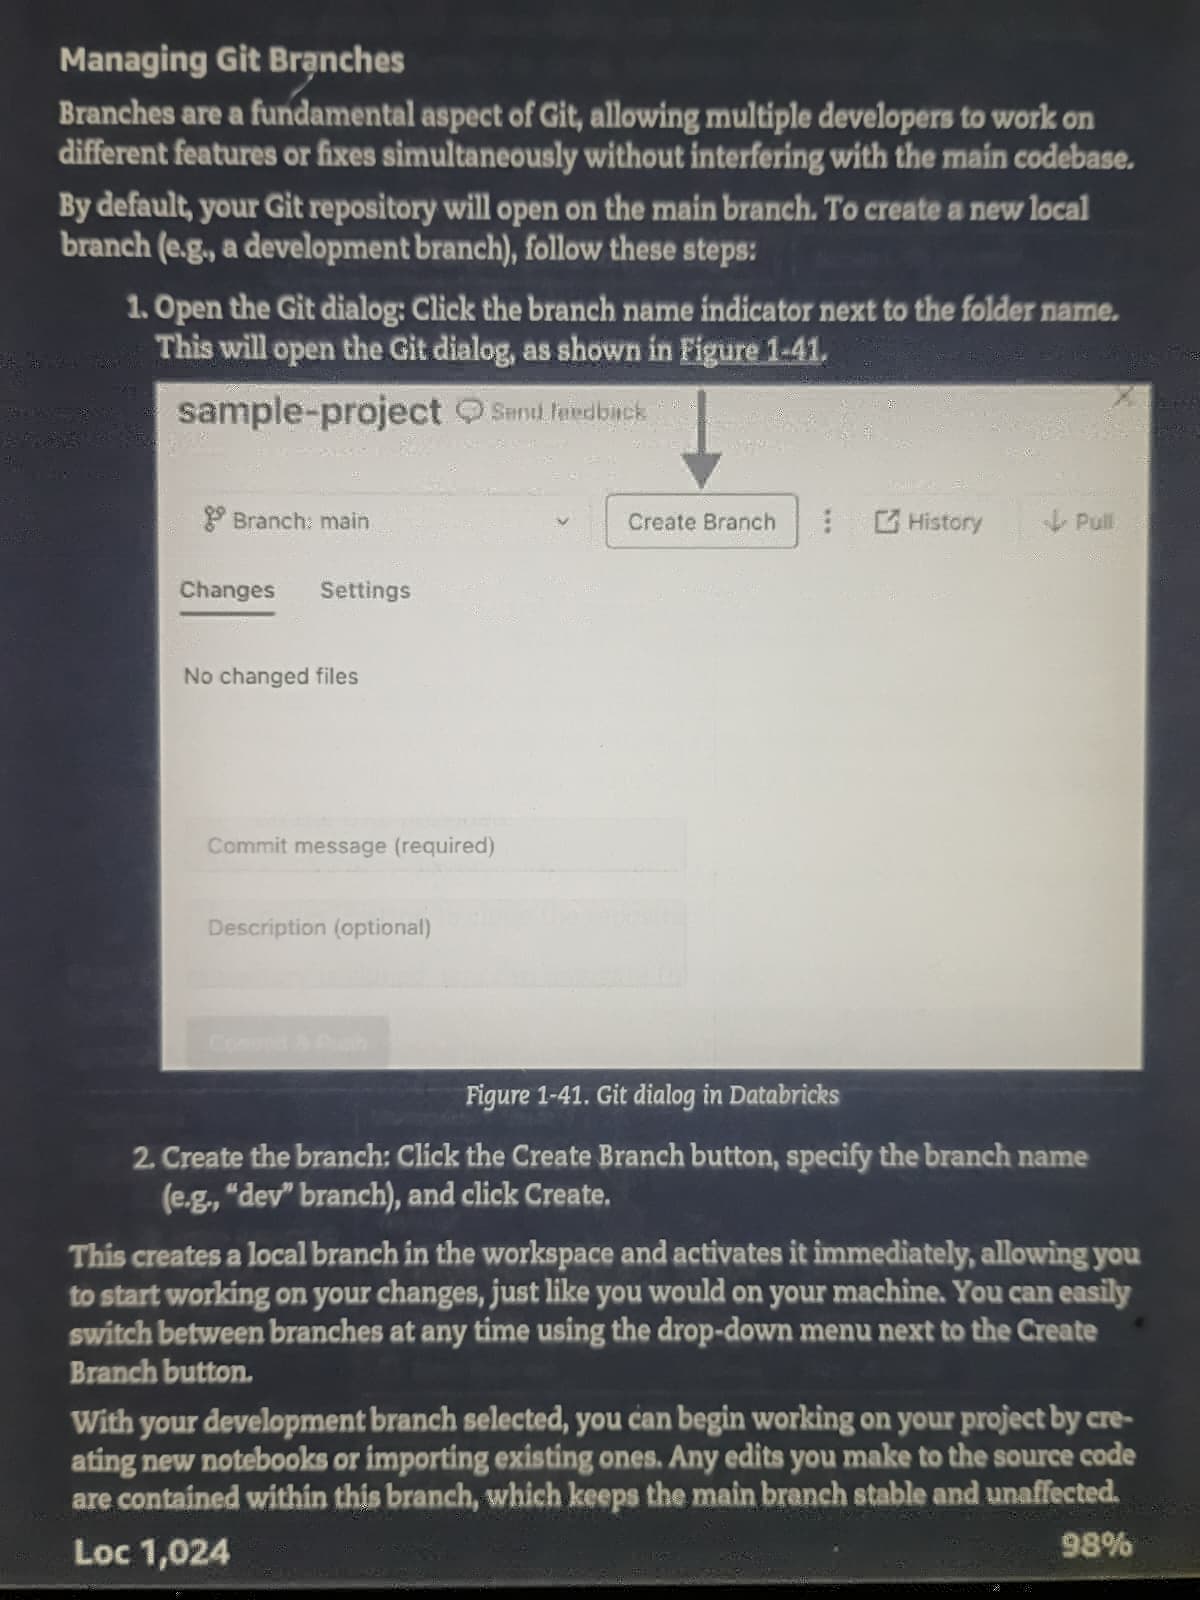 Managing Git Branches
Branches are a fundamental aspect of Git, allowing multiple developers to work on
different features or fixes simultaneously without interfering with the main codebase.
By default, your Git repository will open on the main branch. To create a new local
branch (e.g., a development branch), follow these steps:
1. Open the Git dialog: Click the branch name indicator next to the folder name.
This will open the Git dialog, as shown in Figure 1-41.
sample-project Send feedback
Branch: main Create Branch History Pull
Changes Settings
No changed files
Commit message (required)
Description (optional)
Commit & Push
Figure 1-41. Git dialog in Databricks
2. Create the branch: Click the Create Branch button, specify the branch name
(e.g., “dev” branch), and click Create.
This creates a local branch in the workspace and activates it immediately, allowing you
to start working on your changes, just like you would on your machine. You can easily
switch between branches at any time using the drop-down menu next to the Create
Branch button.
With your development branch selected, you can begin working on your project by cre-
ating new notebooks or importing existing ones. Any edits you make to the source code
are contained within this branch, which keeps the main branch stable and unaffected.
Loc 1,024 98%